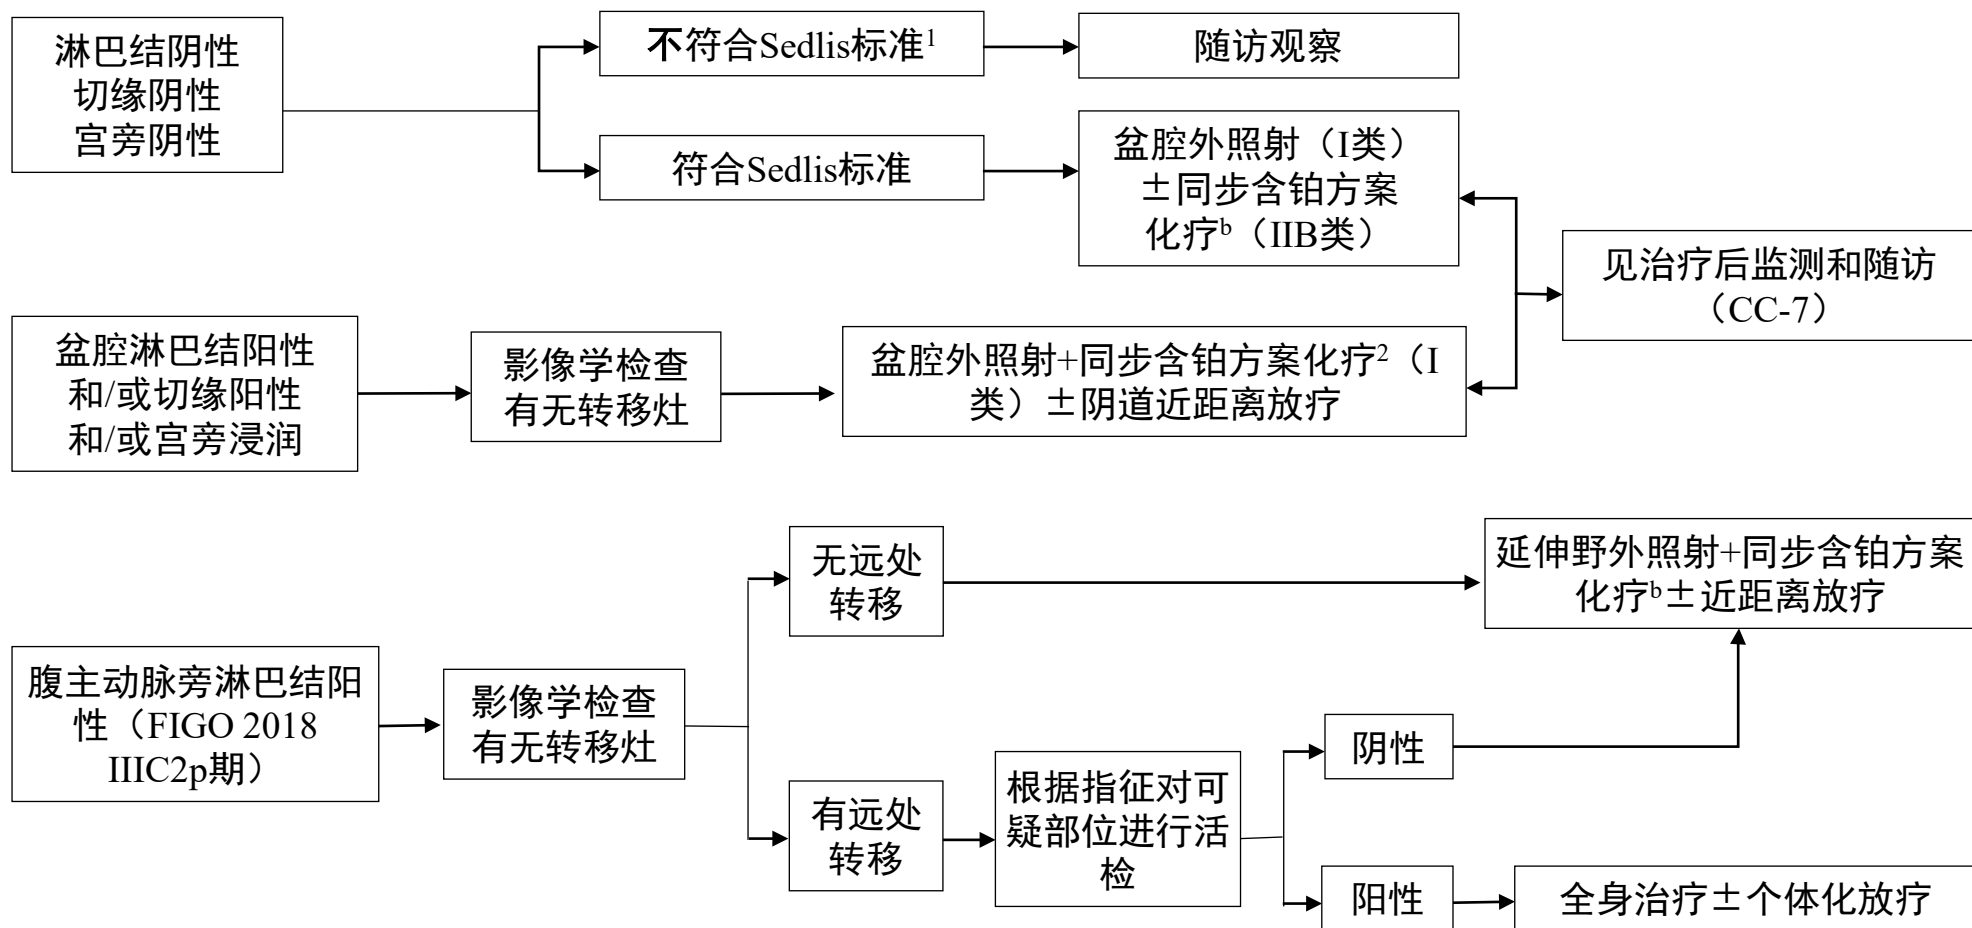 淋巴结阴性
切缘阴性
宫旁阴性
不符合Sedlis标准¹
随访观察
符合Sedlis标准
盆腔外照射（I类）
±同步含铂方案
化疗ᵇ（IIB类）
见治疗后监测和随访
（CC-7）
盆腔淋巴结阳性
和/或切缘阳性
和/或宫旁浸润
影像学检查
有无转移灶
盆腔外照射+同步含铂方案化疗²（I
类）±阴道近距离放疗
腹主动脉旁淋巴结阳
性（FIGO 2018
IIIC2p期）
影像学检查
有无转移灶
无远处
转移
延伸野外照射+同步含铂方案
化疗ᵇ±近距离放疗
有远处
转移
根据指征对可
疑部位进行活
检
阴性
阳性
全身治疗±个体化放疗